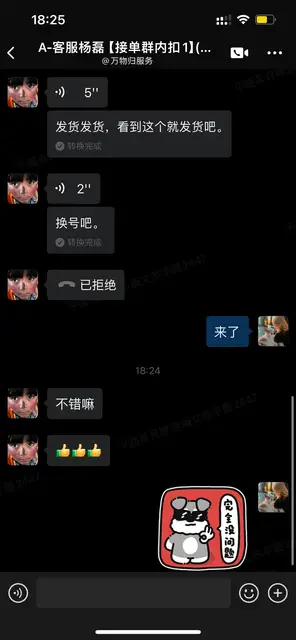 18:25
A-客服杨磊【接单群内扣1】(...
@万物归服务
5''
发货发货，看到这个就发货吧。
转换完成
2''
换号吧。
转换完成
已拒绝
来了
18:24
不错嘛
完全没问题